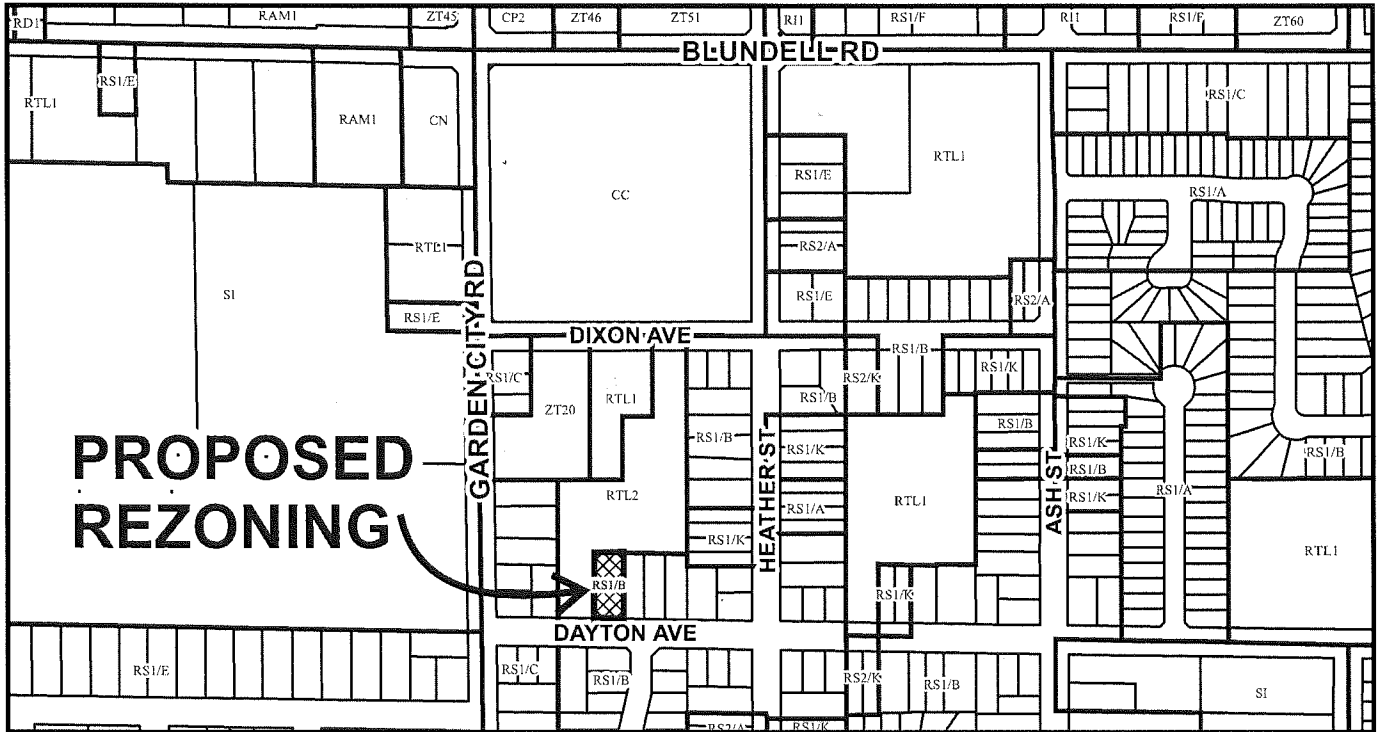 RD1
RAM1
ZT45
CP2
ZT46
ZT51
RI1
RS1/F
RI1
RS1/E
ZT60
BLUNDELL RD
RTL1
RS1/E
RAM1
CN
CC
RTL1
RS1/C
RS1/E
RS1/A
RS2/A
RTL1
SI
RS1/E
RS2/A
RS1/E
GARDEN CITY RD
DIXON AVE
RS1/B
RS1/C
ZT20
RTL1
RS2/K
RS1/K
RS1/B
RS1/B
RS1/B
RS1/K
RS1/B
RS1/K
RS1/B
RS1/K
PROPOSED
REZONING
RTL2
RS1/A
HEATHER ST
RTL1
ASH ST
RS1/A
RS1/K
RTL1
RS1/B
RS1/K
DAYTON AVE
RS1/E
RS1/C
RS1/B
RS2/K
RS1/B
SI
RS2/A
RS1/K